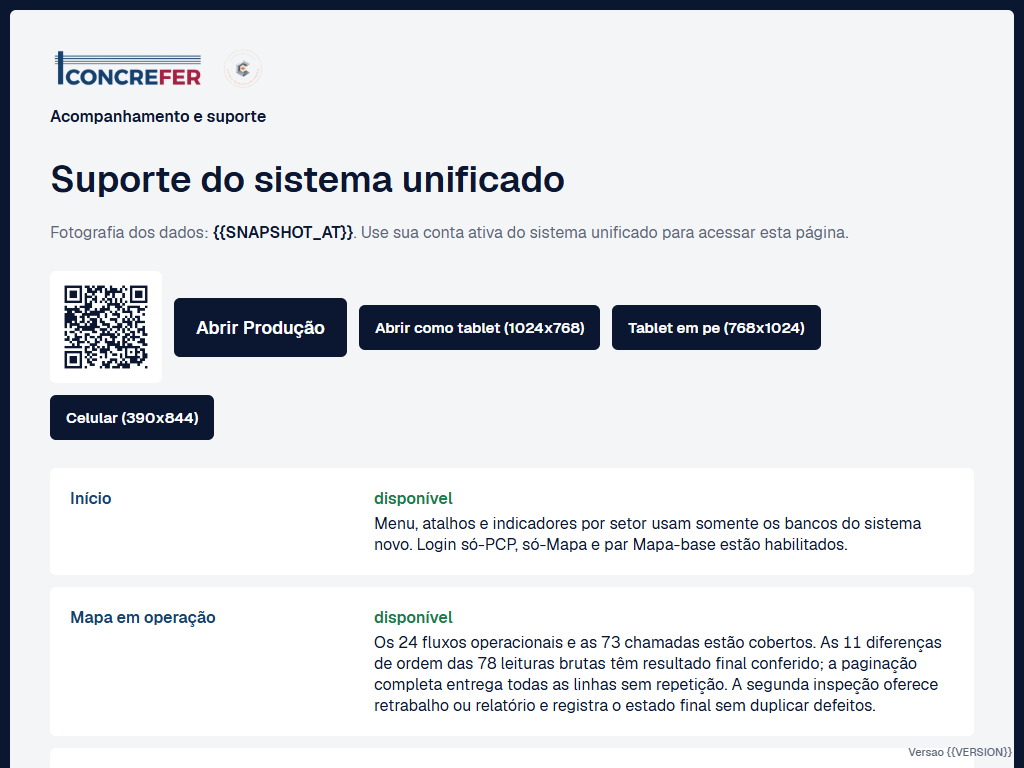 CONCREFER
Acompanhamento e suporte
Suporte do sistema unificado
Fotografia dos dados: {{SNAPSHOT_AT}}. Use sua conta ativa do sistema unificado para acessar esta página.
Abrir Produção
Abrir como tablet (1024x768)
Tablet em pe (768x1024)
Celular (390x844)
Início
disponível
Menu, atalhos e indicadores por setor usam somente os bancos do sistema
novo. Login só-PCP, só-Mapa e par Mapa-base estão habilitados.
Mapa em operação
disponível
Os 24 fluxos operacionais e as 73 chamadas estão cobertos. As 11 diferenças
de ordem das 78 leituras brutas têm resultado final conferido; a paginação
completa entrega todas as linhas sem repetição. A segunda inspeção oferece
retrabalho ou relatório e registra o estado final sem duplicar defeitos.
Versao {{VERSION}}